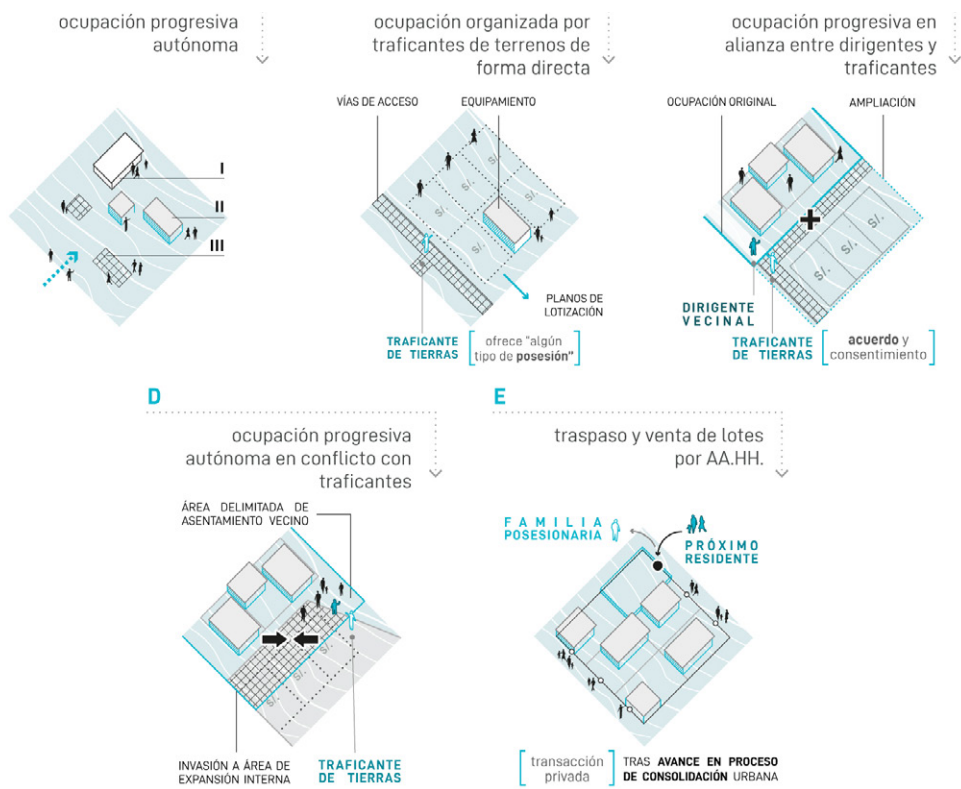 ocupación progresiva
autónoma
I
II
III
ocupación organizada por
traficantes de terrenos de
forma directa
VÍAS DE ACCESO
EQUIPAMIENTO
S/.
S/.
S/.
S/.
S/.
S/.
PLANOS DE
LOTIZACIÓN
TRAFICANTE
DE TIERRAS
ofrece "algún
tipo de posesión"
ocupación progresiva en
alianza entre dirigentes y
traficantes
OCUPACIÓN ORIGINAL
AMPLIACIÓN
S/.
S/.
S/.
DIRIGENTE
VECINAL
TRAFICANTE
DE TIERRAS
acuerdo y
consentimiento
D
ocupación progresiva
autónoma en conflicto con
traficantes
ÁREA DELIMITADA DE
ASENTAMIENTO VECINO
S/.
S/.
S/.
INVASIÓN A ÁREA DE
EXPANSIÓN INTERNA
TRAFICANTE
DE TIERRAS
E
traspaso y venta de lotes
por AA.HH.
FAMILIA
POSESIONARIA
PRÓXIMO
RESIDENTE
transacción
privada
TRAS AVANCE EN PROCESO
DE CONSOLIDACIÓN URBANA